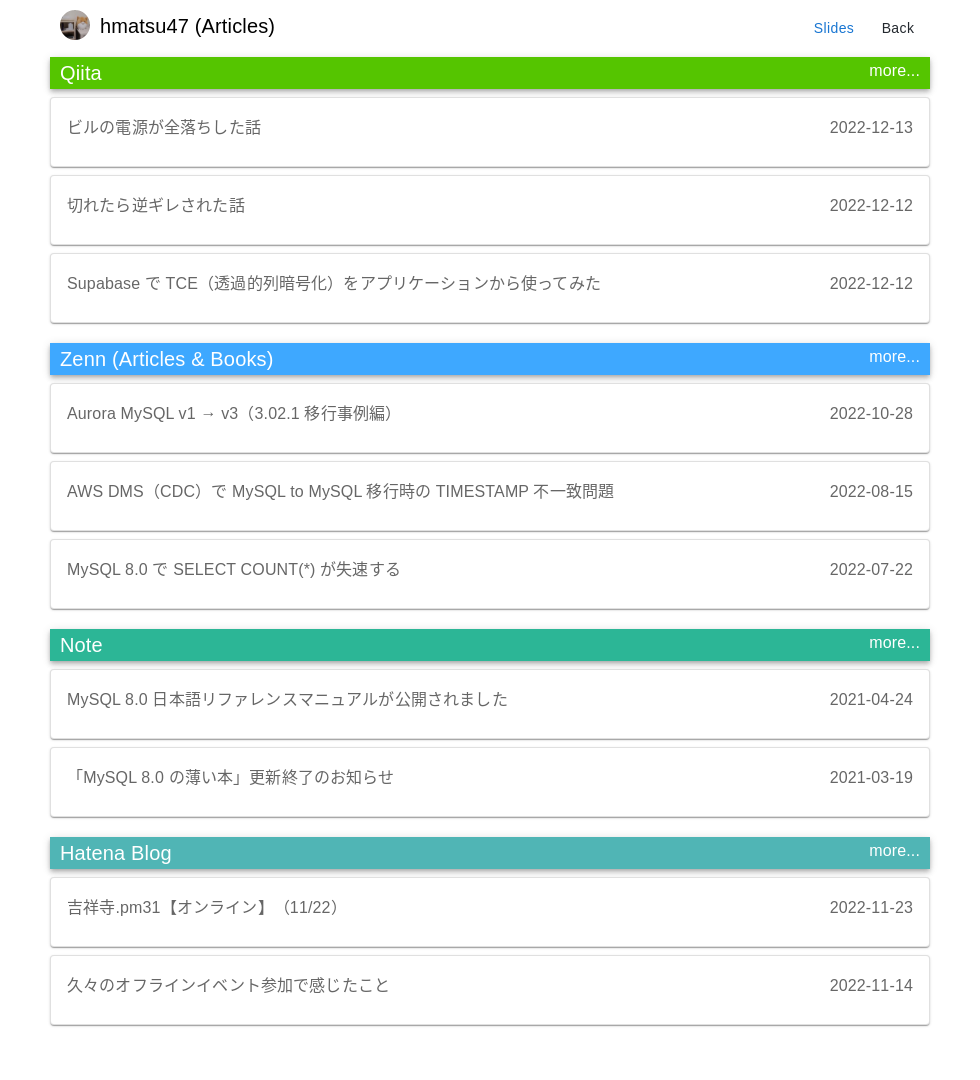 hmatsu47 (Articles)
Slides
Back
Qiita
more...
ビルの電源が全落ちした話
2022-12-13
切れたら逆ギレされた話
2022-12-12
Supabase で TCE（透過的列暗号化）をアプリケーションから使ってみた
2022-12-12
Zenn (Articles & Books)
more...
Aurora MySQL v1 → v3（3.02.1 移行事例編）
2022-10-28
AWS DMS（CDC）で MySQL to MySQL 移行時の TIMESTAMP 不一致問題
2022-08-15
MySQL 8.0 で SELECT COUNT(*) が失速する
2022-07-22
Note
more...
MySQL 8.0 日本語リファレンスマニュアルが公開されました
2021-04-24
「MySQL 8.0 の薄い本」更新終了のお知らせ
2021-03-19
Hatena Blog
more...
吉祥寺.pm31【オンライン】（11/22）
2022-11-23
久々のオフラインイベント参加で感じたこと
2022-11-14